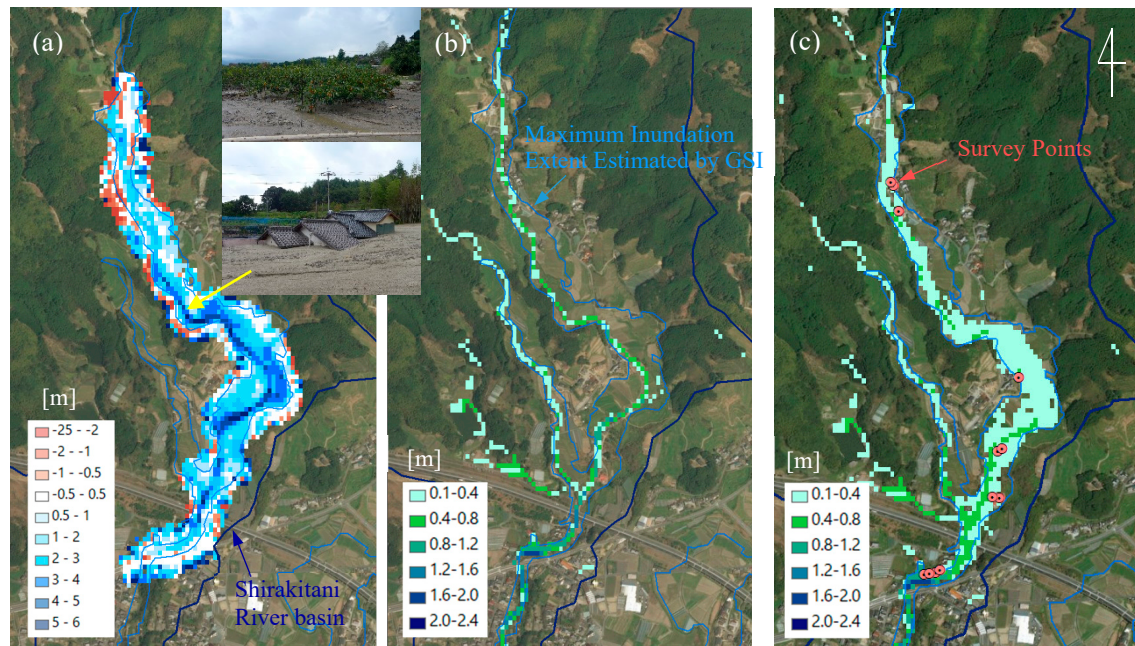 (a)
[m]
-25 - -2
-2 - -1
-1 - -0.5
-0.5 - 0.5
0.5 - 1
1 - 2
2 - 3
3 - 4
4 - 5
5 - 6
Shirakitani
River basin
(b)
Maximum Inundation
Extent Estimated by GSI
[m]
0.1-0.4
0.4-0.8
0.8-1.2
1.2-1.6
1.6-2.0
2.0-2.4
(c)
Survey Points
[m]
0.1-0.4
0.4-0.8
0.8-1.2
1.2-1.6
1.6-2.0
2.0-2.4